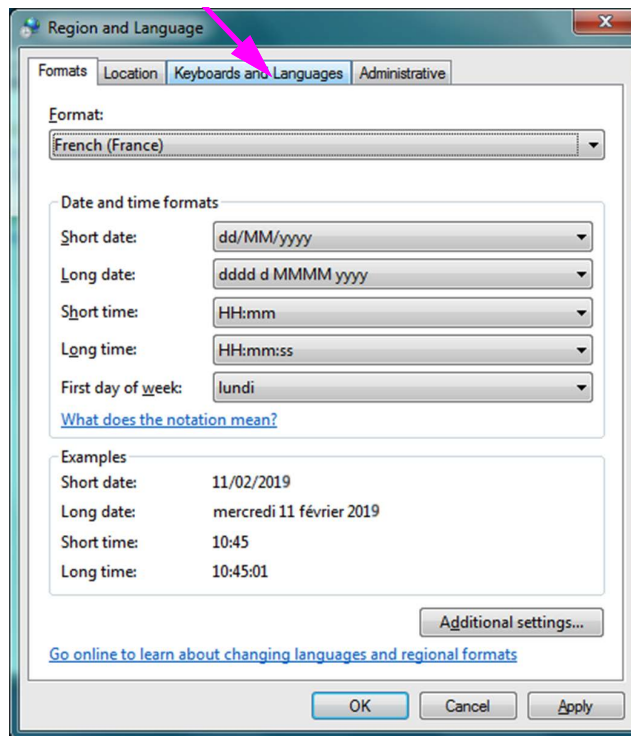 Region and Language
Formats Location Keyboards and Languages Administrative
Format:
French (France)
Date and time formats
Short date: dd/MM/yyyy
Long date: dddd d MMMM yyyy
Short time: HH:mm
Long time: HH:mm:ss
First day of week: lundi
What does the notation mean?
Examples
Short date: 11/02/2019
Long date: mercredi 11 février 2019
Short time: 10:45
Long time: 10:45:01
Additional settings...
Go online to learn about changing languages and regional formats
OK Cancel Apply